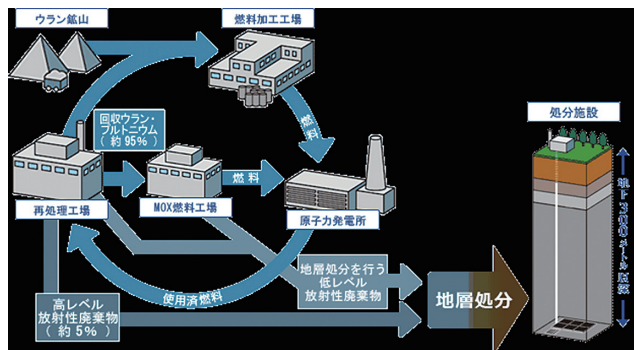 ウラン鉱山
燃料加工工場
処分施設
回収ウラン・
プルトニウム
(約95%)
燃料
再処理工場
MOX燃料工場
燃料
原子力発電所
使用済燃料
高レベル
放射性廃棄物
(約5%)
地層処分を行う
低レベル
放射性廃棄物
地層処分
地下300メートル以深